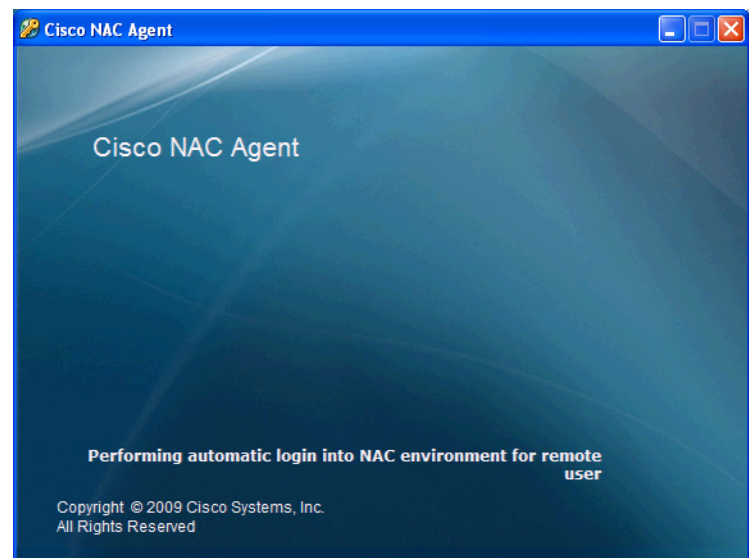 Cisco NAC Agent
Cisco NAC Agent
Performing automatic login into NAC environment for remote
user
Copyright © 2009 Cisco Systems, Inc.
All Rights Reserved